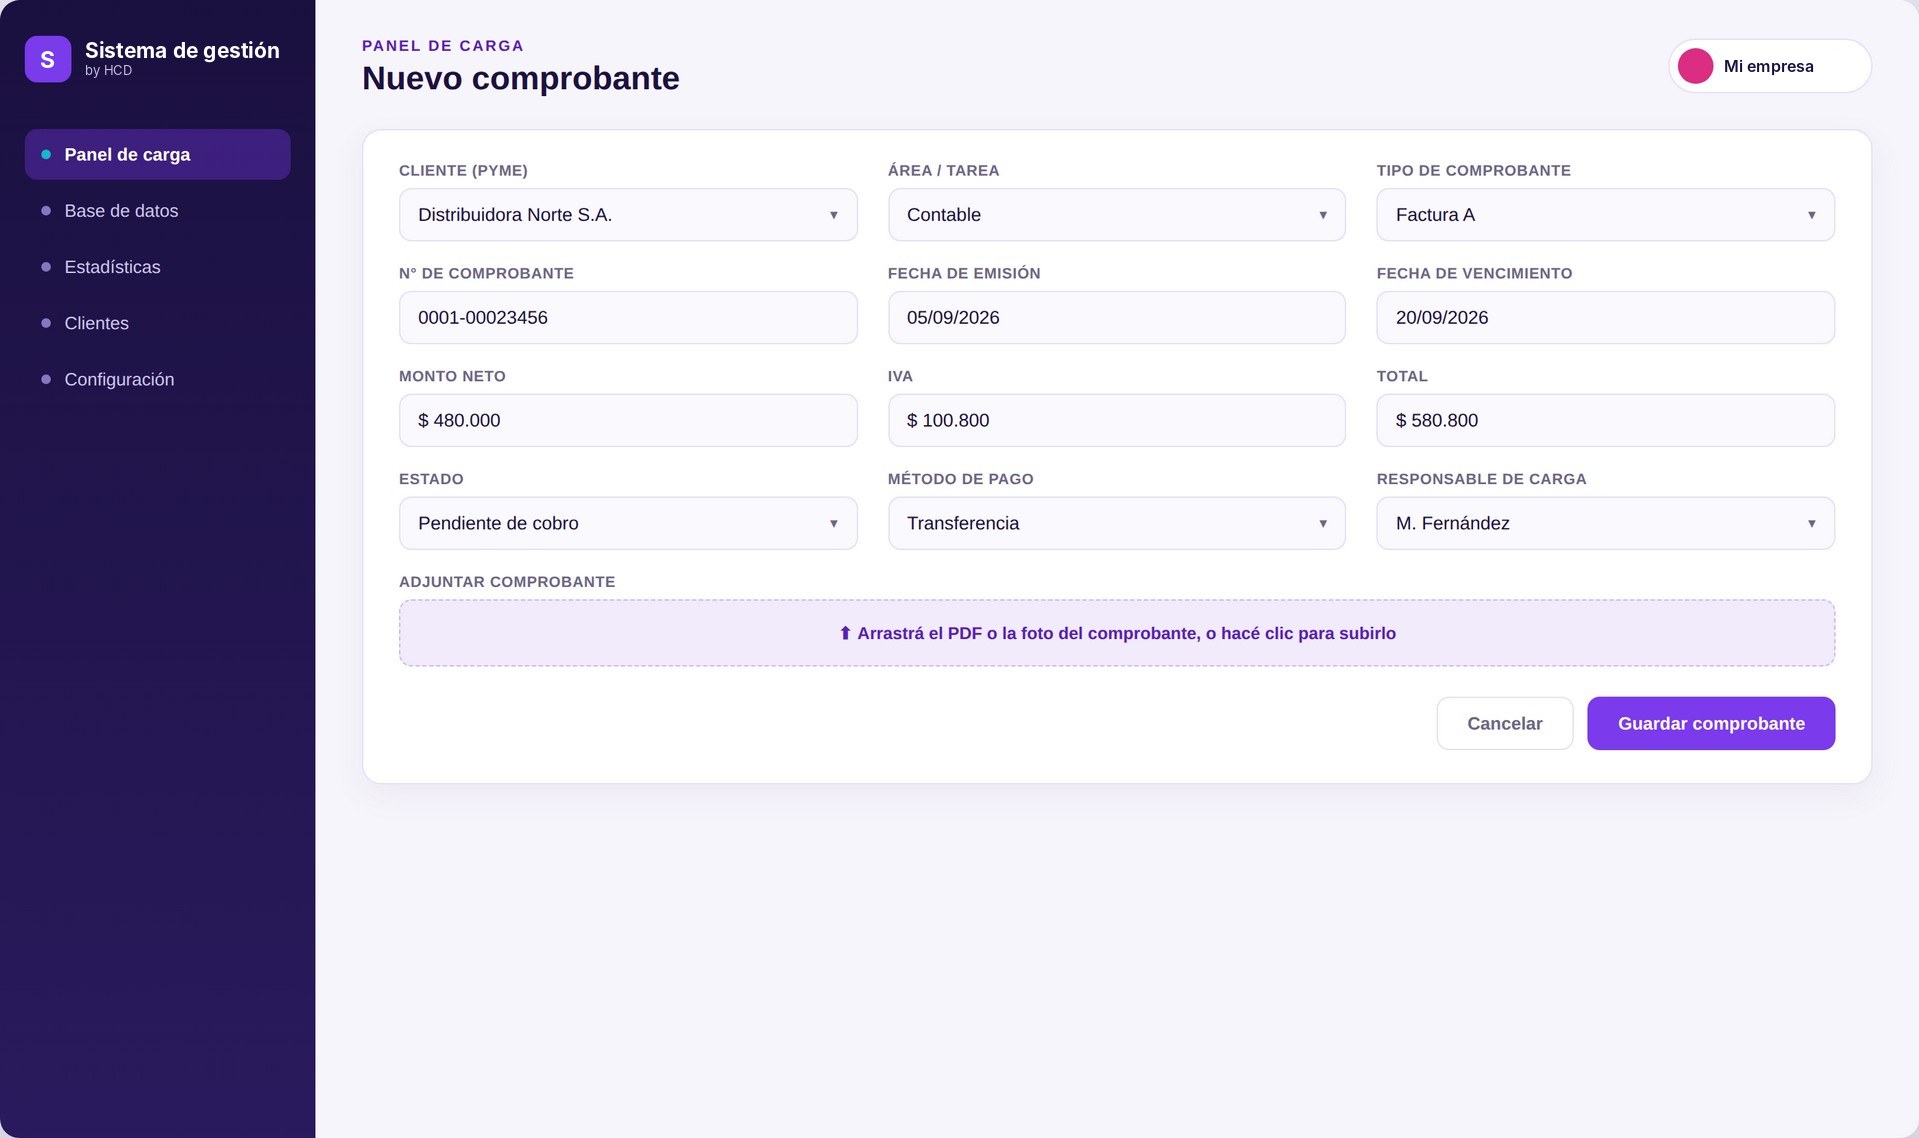 S
Sistema de gestión
by HCD
Panel de carga
Base de datos
Estadísticas
Clientes
Configuración
PANEL DE CARGA
Nuevo comprobante
Mi empresa
CLIENTE (PYME)
Distribuidora Norte S.A. ▼
ÁREA / TAREA
Contable ▼
TIPO DE COMPROBANTE
Factura A ▼
N° DE COMPROBANTE
0001-00023456
FECHA DE EMISIÓN
05/09/2026
FECHA DE VENCIMIENTO
20/09/2026
MONTO NETO
$ 480.000
IVA
$ 100.800
TOTAL
$ 580.800
ESTADO
Pendiente de cobro ▼
MÉTODO DE PAGO
Transferencia ▼
RESPONSABLE DE CARGA
M. Fernández ▼
ADJUNTAR COMPROBANTE
⬆ Arrastrá el PDF o la foto del comprobante, o hacé clic para subirlo
Cancelar
Guardar comprobante